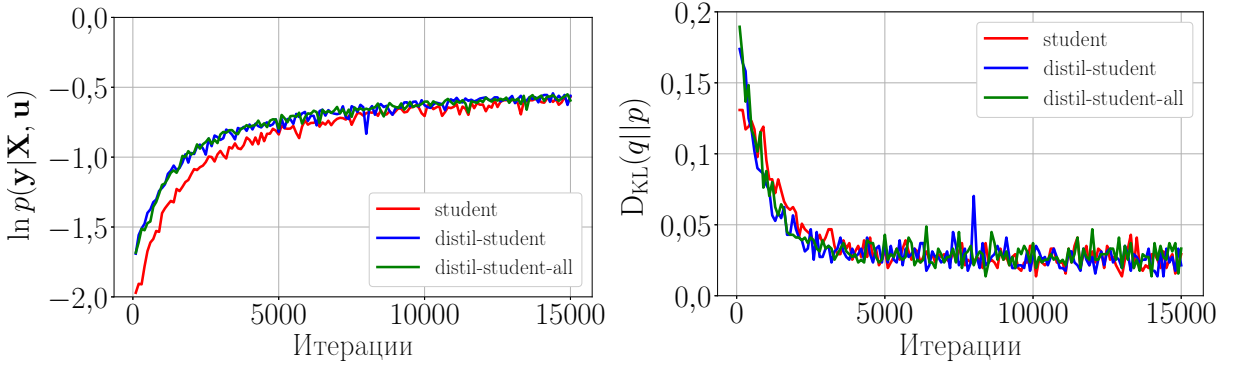 0,0
−0,5
−1,0
−1,5
−2,0
ln p(y|X, u)
student
distil-student
distil-student-all
0
5000
10000
15000
Итерации
0,2
0,15
0,1
0,05
0,0
D_KL(q||p)
student
distil-student
distil-student-all
0
5000
10000
15000
Итерации